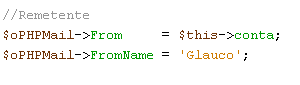 //Remetente
$oPHPMail->From     = $this->conta;
$oPHPMail->FromName = 'Glauco';